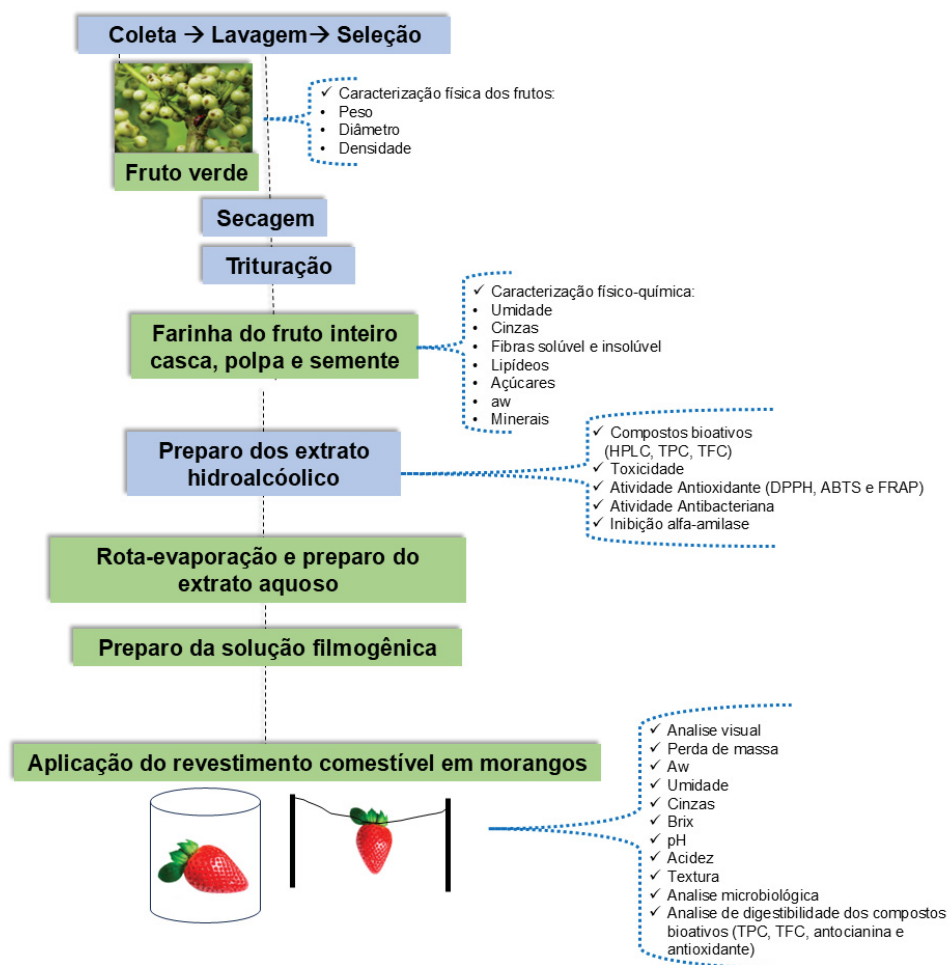 Coleta → Lavagem→ Seleção
✓ Caracterização física dos frutos:
• Peso
• Diâmetro
• Densidade
Fruto verde
Secagem
Trituração
✓ Caracterização físico-química:
• Umidade
• Cinzas
• Fibras solúvel e insolúvel
• Lipídeos
• Açúcares
• aw
• Minerais
Farinha do fruto inteiro
casca, polpa e semente
Preparo dos extrato
hidroalcóolico
✓ Compostos bioativos
(HPLC, TPC, TFC)
✓ Toxicidade
✓ Atividade Antioxidante (DPPH, ABTS e FRAP)
✓ Atividade Antibacteriana
✓ Inibição alfa-amilase
Rota-evaporação e preparo do
extrato aquoso
Preparo da solução filmogênica
Aplicação do revestimento comestível em morangos
✓ Analise visual
✓ Perda de massa
✓ Aw
✓ Umidade
✓ Cinzas
✓ Brix
✓ pH
✓ Acidez
✓ Textura
✓ Analise microbiológica
✓ Analise de digestibilidade dos compostos
bioativos (TPC, TFC, antocianina e
antioxidante)